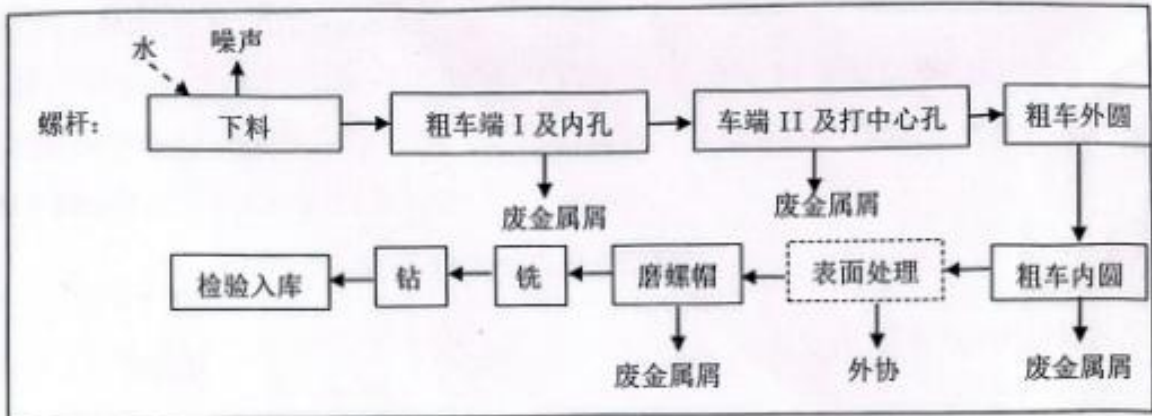 水 噪声
螺杆: 下料 粗车端 I 及内孔 车端 II 及打中心孔 粗车外圆
废金属屑 废金属屑
检验入库 钻 铣 磨螺帽 表面处理 粗车内圆
废金属屑 外协 废金属屑